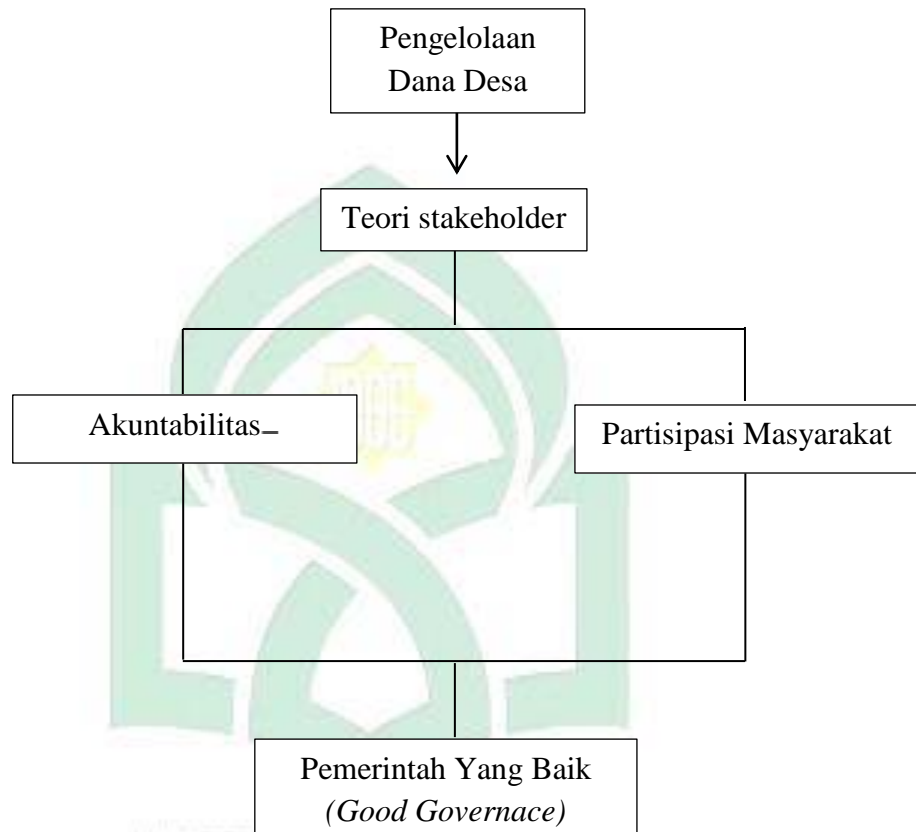 Pengelolaan
Dana Desa
Teori stakeholder
Akuntabilitas
Partisipasi Masyarakat
Pemerintah Yang Baik
(Good Governace)